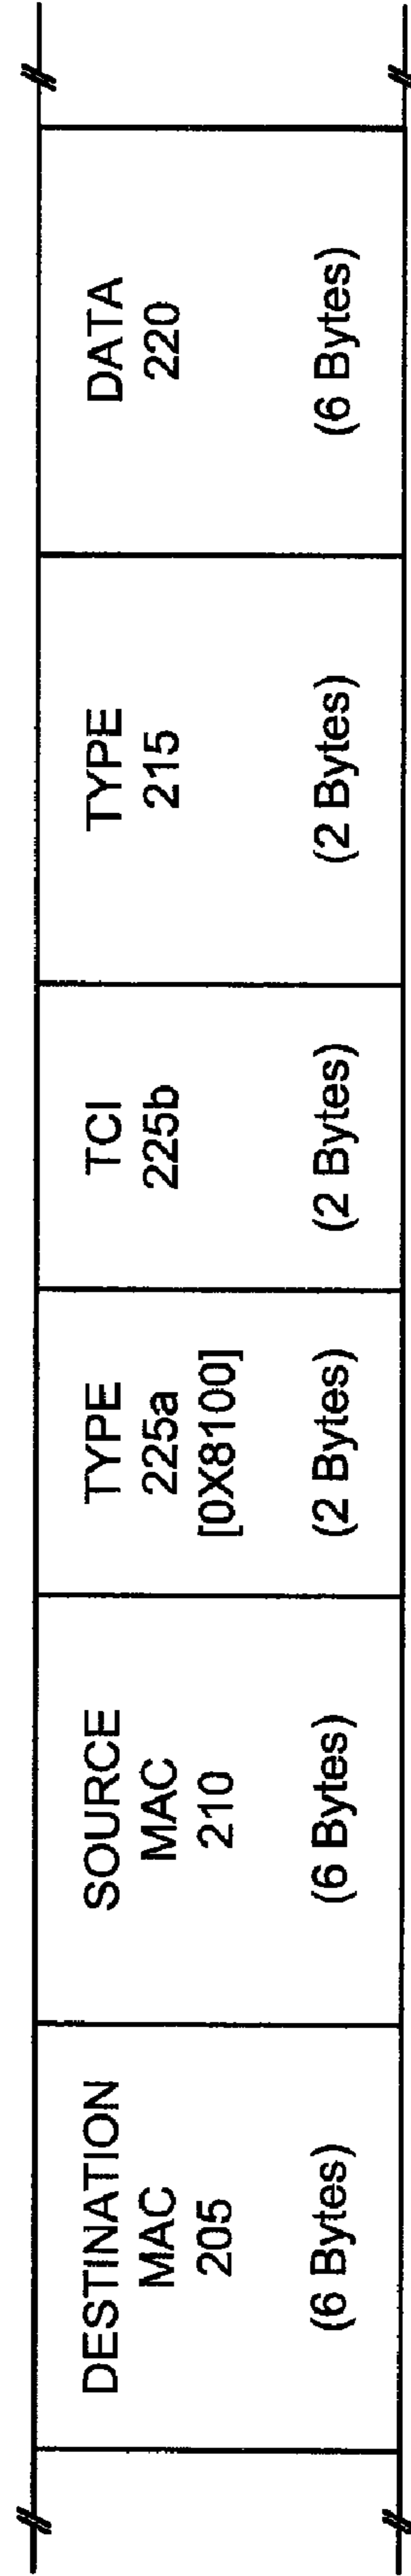 DESTINATION
MAC
205
(6 Bytes)
SOURCE
MAC
210
(6 Bytes)
TYPE
225a
[0X8100]
(2 Bytes)
TCI
225b
(2 Bytes)
TYPE
215
(2 Bytes)
DATA
220
(6 Bytes)